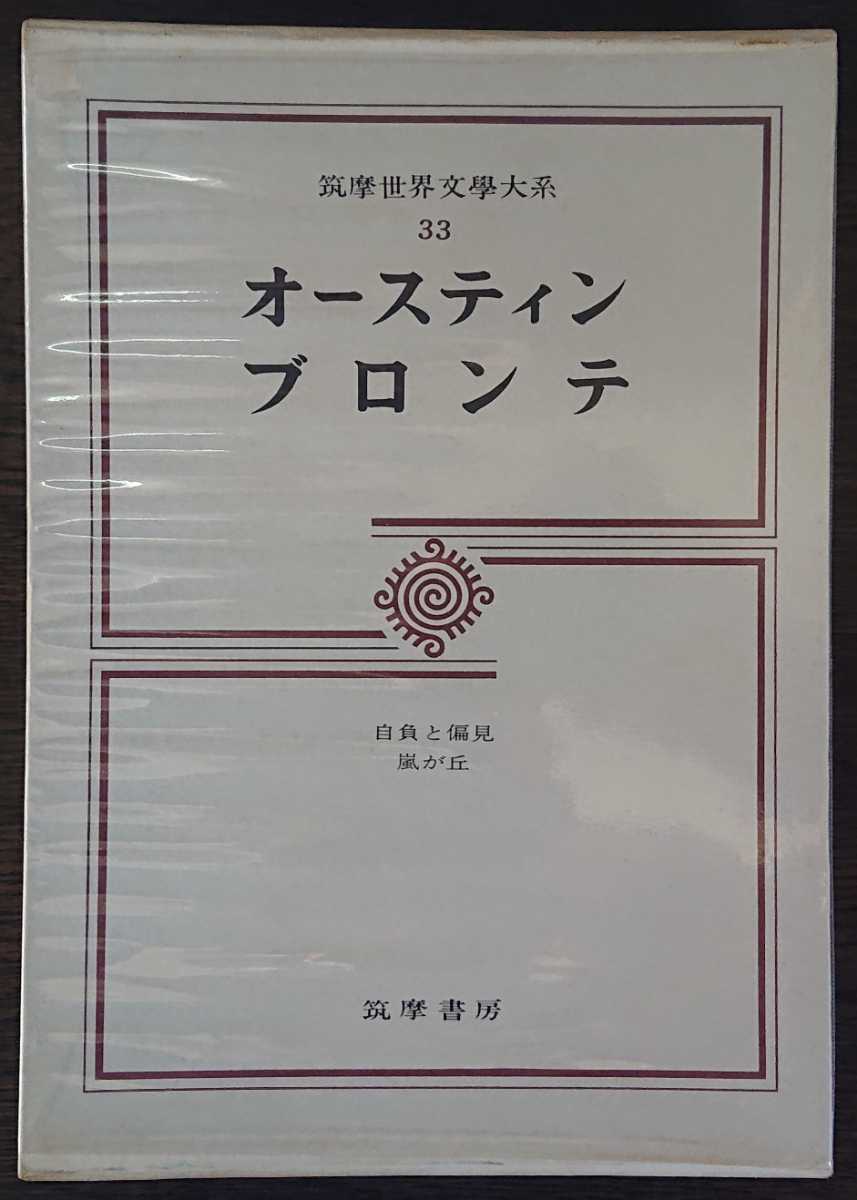 筑摩世界文學大系
33
オースティン
ブロンテ
自負と偏見
嵐が丘
筑摩書房